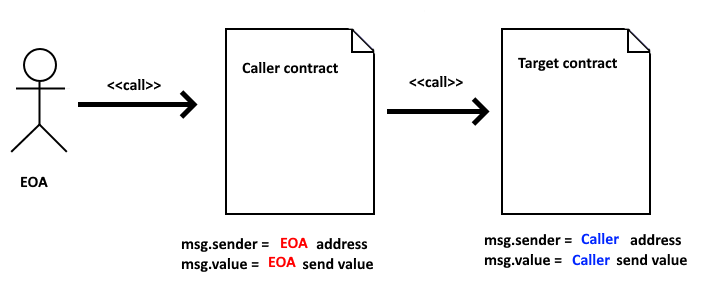 <<call>>
Caller contract
<<call>>
Target contract
EOA
msg.sender = EOA address
msg.value = EOA send value
msg.sender = Caller address
msg.value = Caller send value